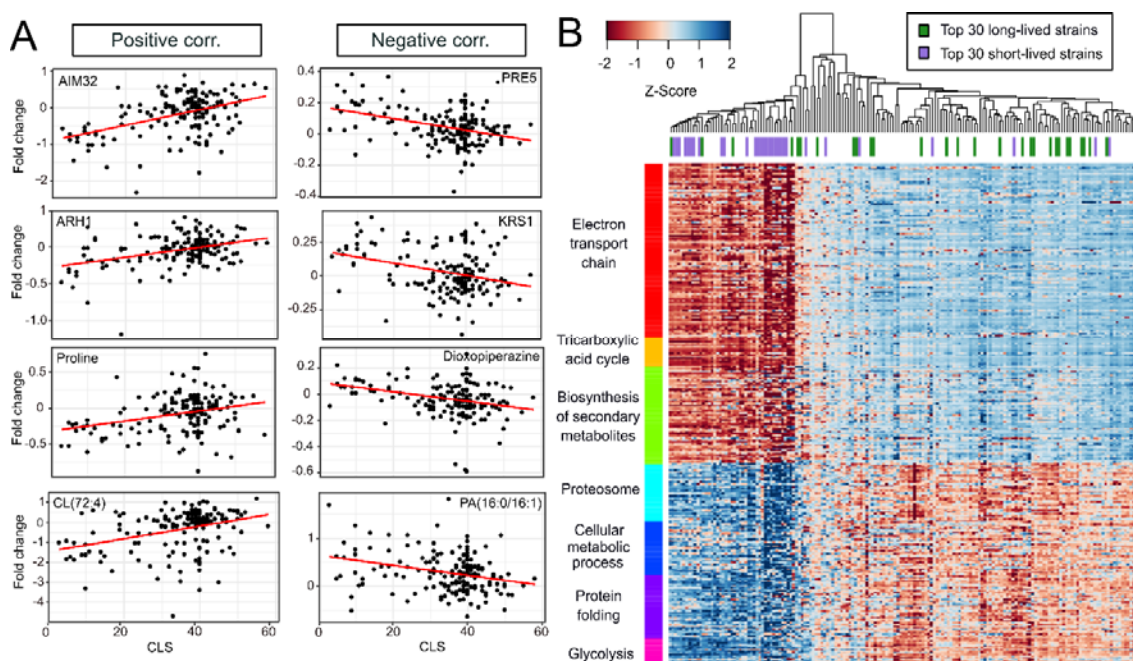 A
Positive corr.
Negative corr.
AIM32
Fold change
1
0
-1
-2
PRE5
0.4
0.2
0.0
-0.2
-0.4
ARH1
Fold change
1
0
-0.5
-1.0
KRS1
0.25
0
-0.25
Proline
Fold change
0.5
0
-0.5
Dioxopiperazine
0.2
0
-0.2
-0.4
-0.6
CL(72:4)
Fold change
1
0
-1
-2
-3
-4
-5
0
20
40
60
CLS
PA(16:0/16:1)
1
0
0
20
40
60
CLS
B
-2
-1
0
1
2
Z-Score
Top 30 long-lived strains
Top 30 short-lived strains
Electron
transport
chain
Tricarboxylic
acid cycle
Biosynthesis
of secondary
metabolites
Proteosome
Cellular
metabolic
process
Protein
folding
Glycolysis